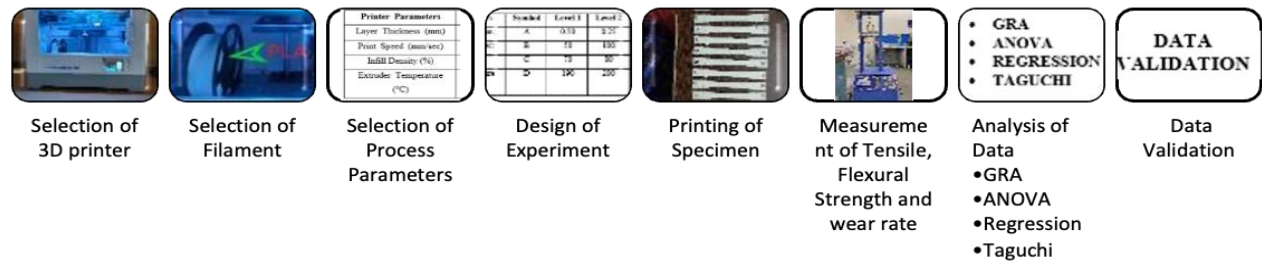 PLA
Printer Parameters
Layer Thickness (mm)
Print Speed (mm/sec)
Infill Density (%)
Extruder Temperature
(°C)
Symbol Level 1 Level 2
A
B 100
C
D 190 200
GRA
ANOVA
REGRESSION
TAGUCHI
DATA
VALIDATION
Selection of
3D printer
Selection of
Filament
Selection of
Process
Parameters
Design of
Experiment
Printing of
Specimen
Measureme
nt of Tensile,
Flexural
Strength and
wear rate
Analysis of
Data
•GRA
•ANOVA
•Regression
•Taguchi
Data
Validation